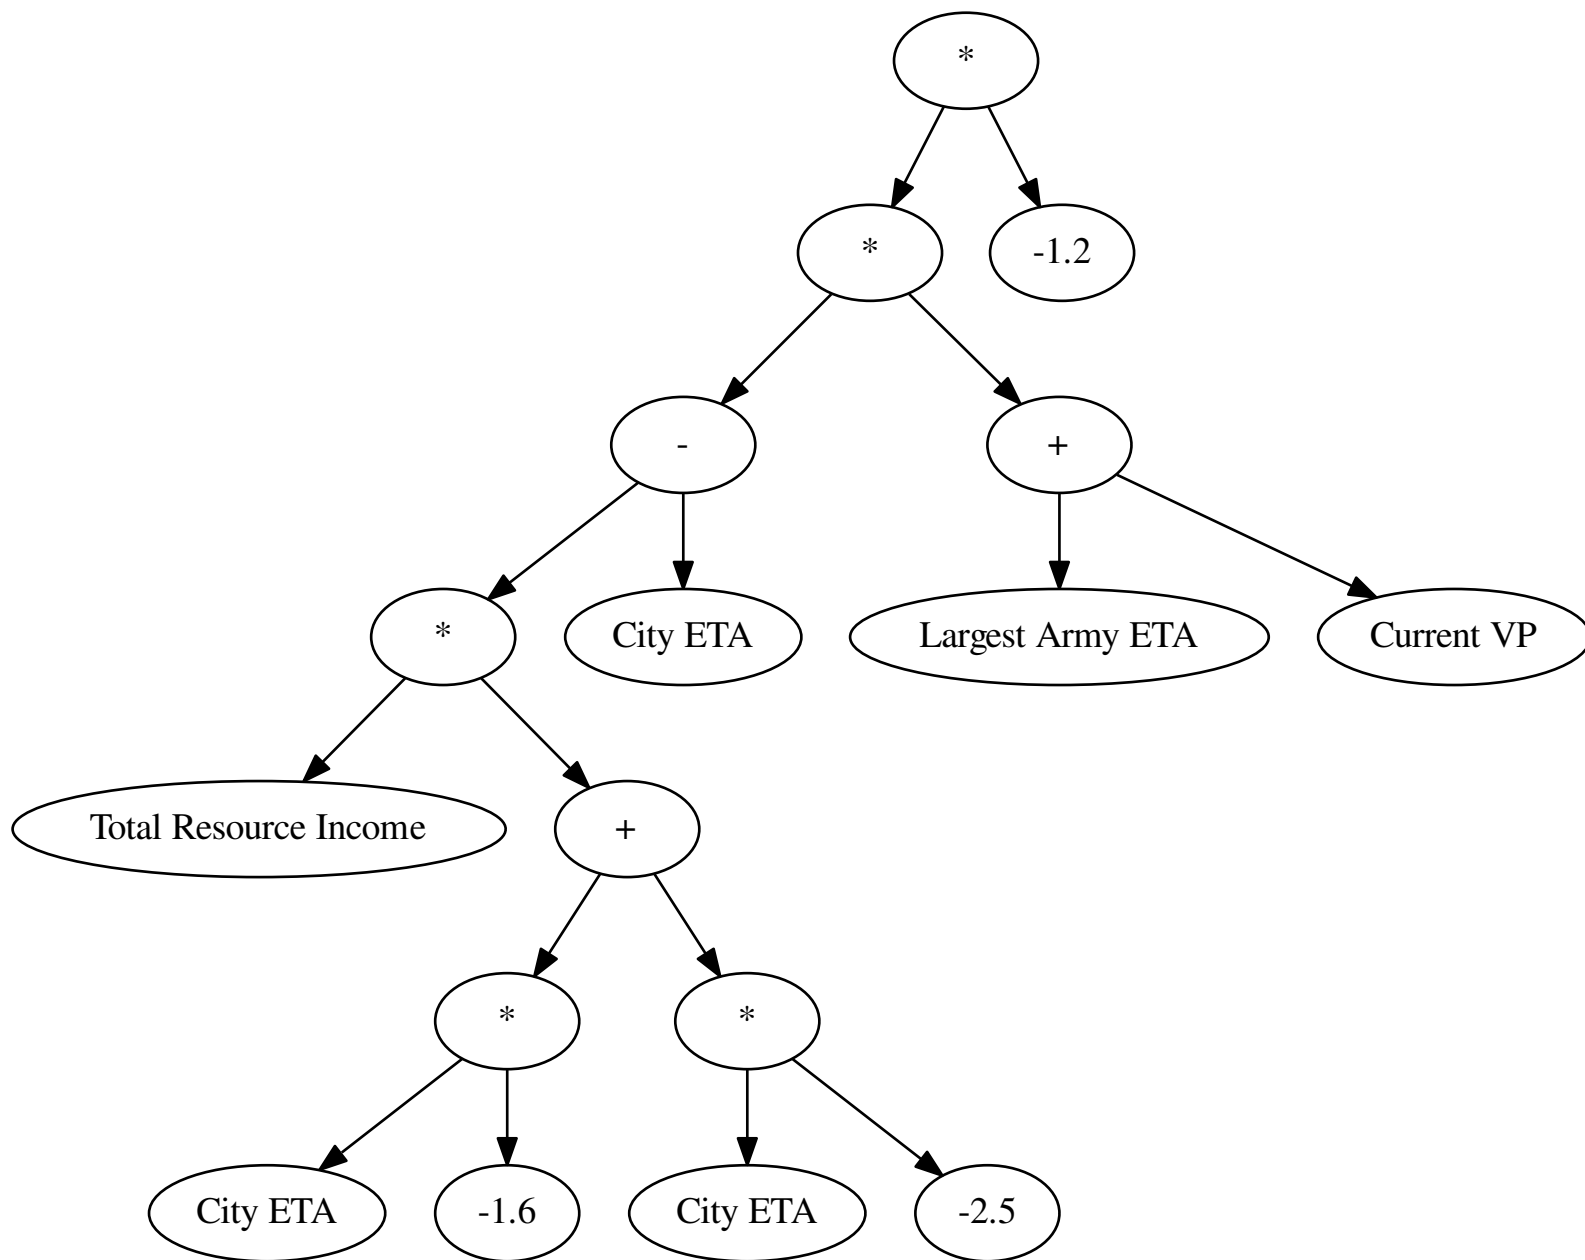 *
*
-1.2
-
+
*
City ETA
Largest Army ETA
Current VP
Total Resource Income
+
*
*
City ETA
-1.6
City ETA
-2.5